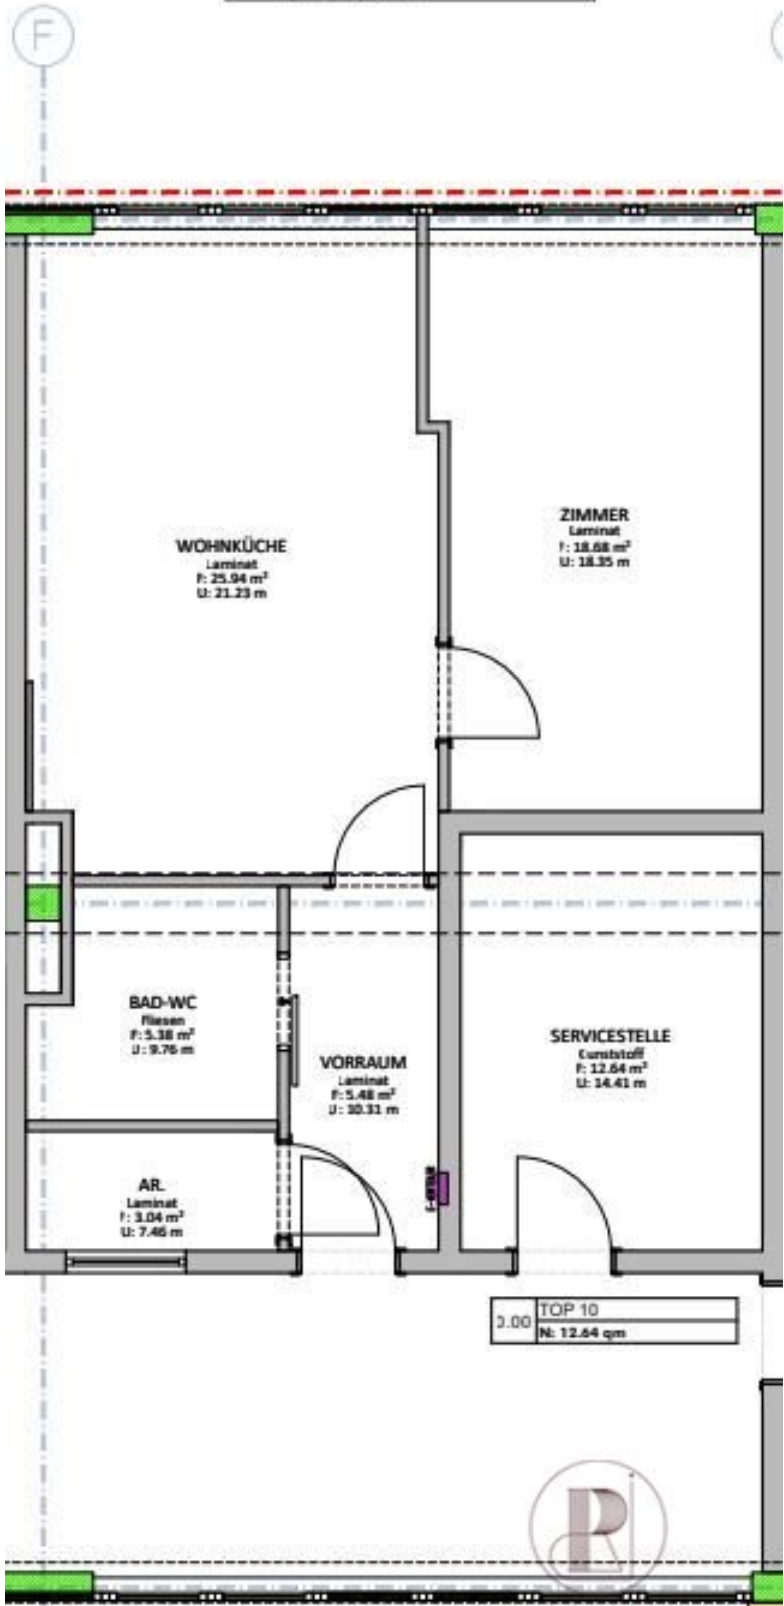 F
WOHNKÜCHE
Laminat
F: 25.94 m²
U: 21.23 m
ZIMMER
Laminat
F: 18.68 m²
U: 18.35 m
BAD-WC
Fliesen
F: 5.38 m²
U: 9.76 m
VORRAUM
Laminat
F: 5.48 m²
U: 10.31 m
SERVICESTELLE
Kunststoff
F: 12.64 m²
U: 14.41 m
AR.
Laminat
F: 3.04 m²
U: 7.46 m
TOP 10
N: 12.64 qm